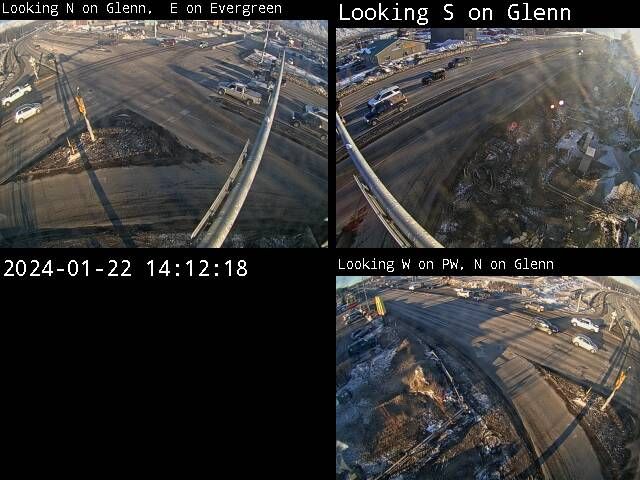 Looking N on Glenn,  E on Evergreen
Looking S on Glenn
2024-01-22 14:12:18
Looking W on PW, N on Glenn